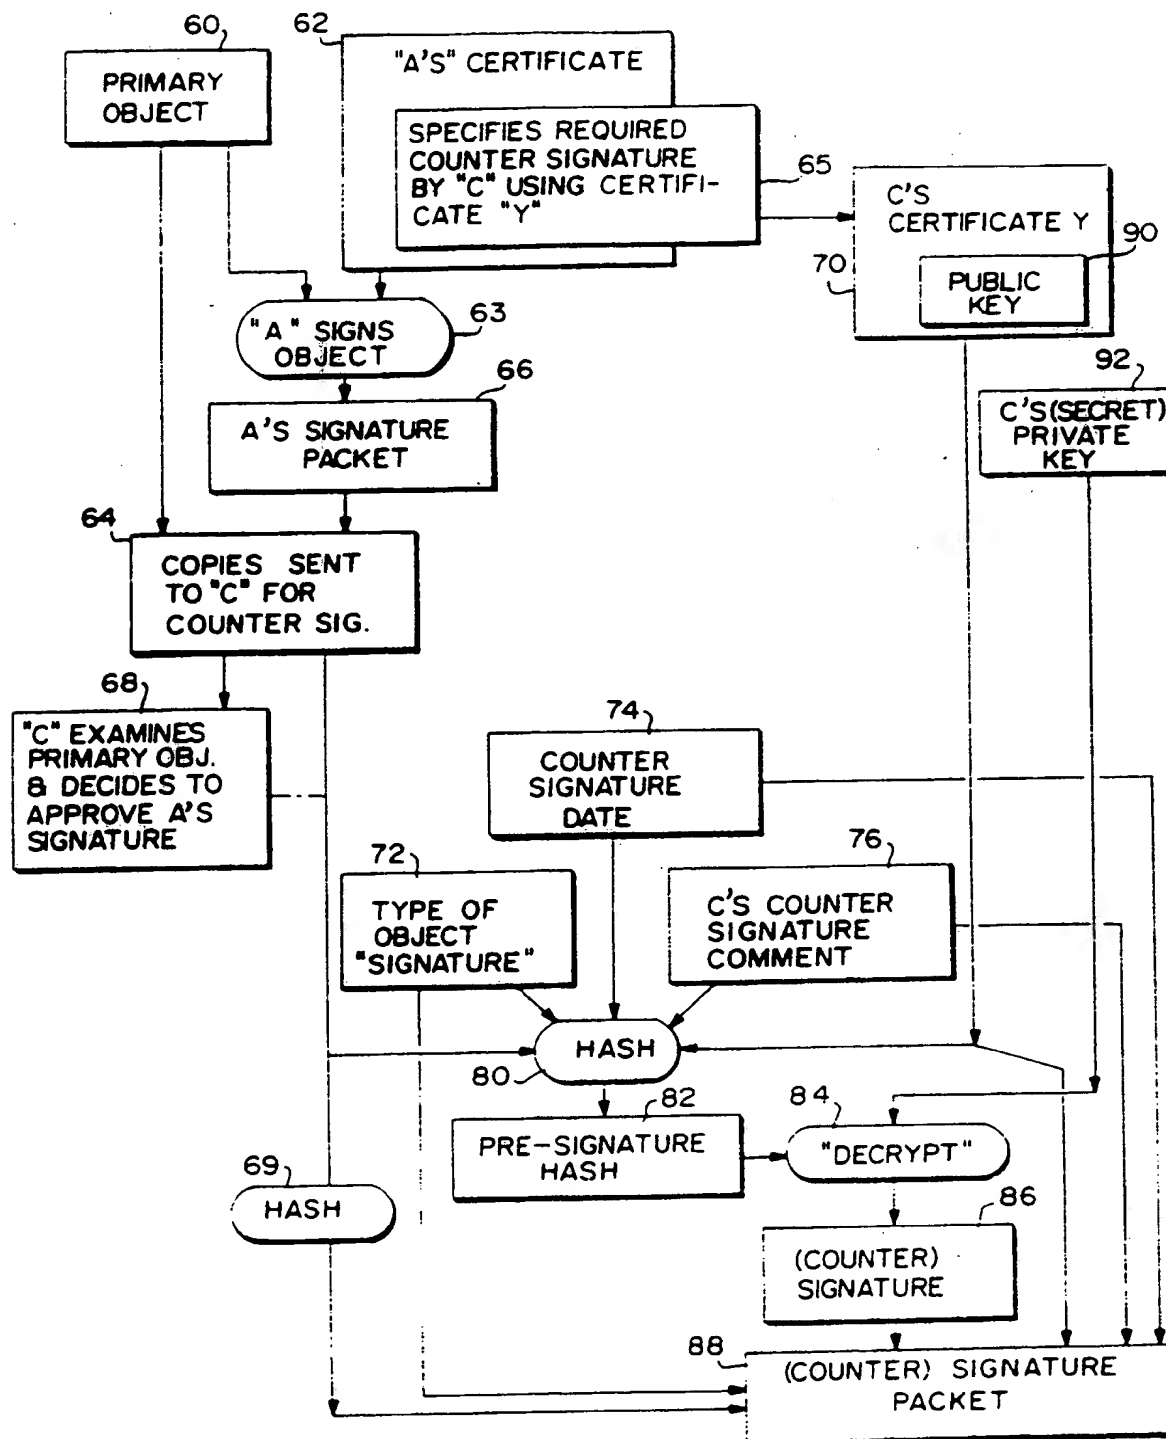 60
PRIMARY
OBJECT
62
"A'S" CERTIFICATE
SPECIFIES REQUIRED
COUNTER SIGNATURE
BY "C" USING CERTIFI-
CATE "Y"
65
C'S
CERTIFICATE Y
70
90
PUBLIC
KEY
"A" SIGNS
OBJECT
63
66
A'S SIGNATURE
PACKET
92
C'S (SECRET)
PRIVATE
KEY
64
COPIES SENT
TO "C" FOR
COUNTER SIG.
68
"C" EXAMINES
PRIMARY OBJ.
& DECIDES TO
APPROVE A'S
SIGNATURE
74
COUNTER
SIGNATURE
DATE
72
TYPE OF
OBJECT
"SIGNATURE"
76
C'S COUNTER
SIGNATURE
COMMENT
HASH
80
82
PRE-SIGNATURE
HASH
84
"DECRYPT"
69
HASH
86
(COUNTER)
SIGNATURE
88
(COUNTER) SIGNATURE
PACKET